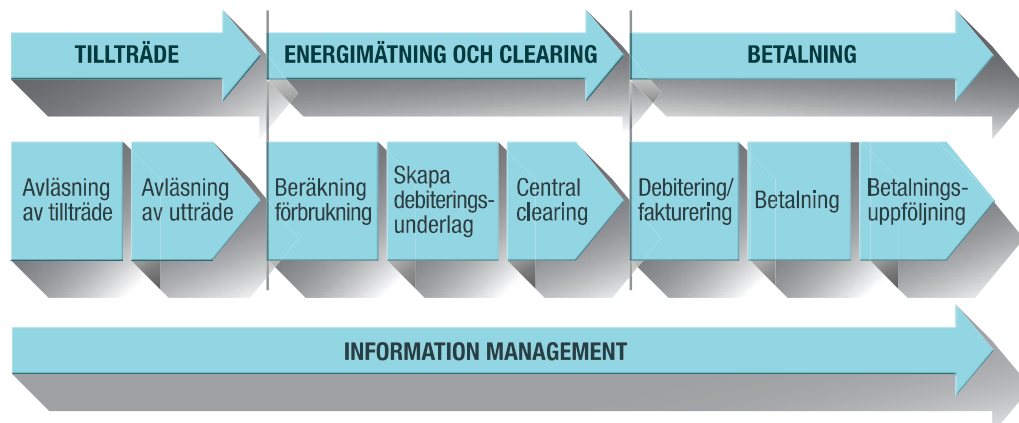 TILLTRÄDE
ENERGIMÄTNING OCH CLEARING
BETALNING
Avläsning
av tillträde
Avläsning
av utträde
Beräkning
förbrukning
Skapa
debiterings-
underlag
Central
clearing
Debitering/
fakturering
Betalning
Betalnings-
uppföljning
INFORMATION MANAGEMENT